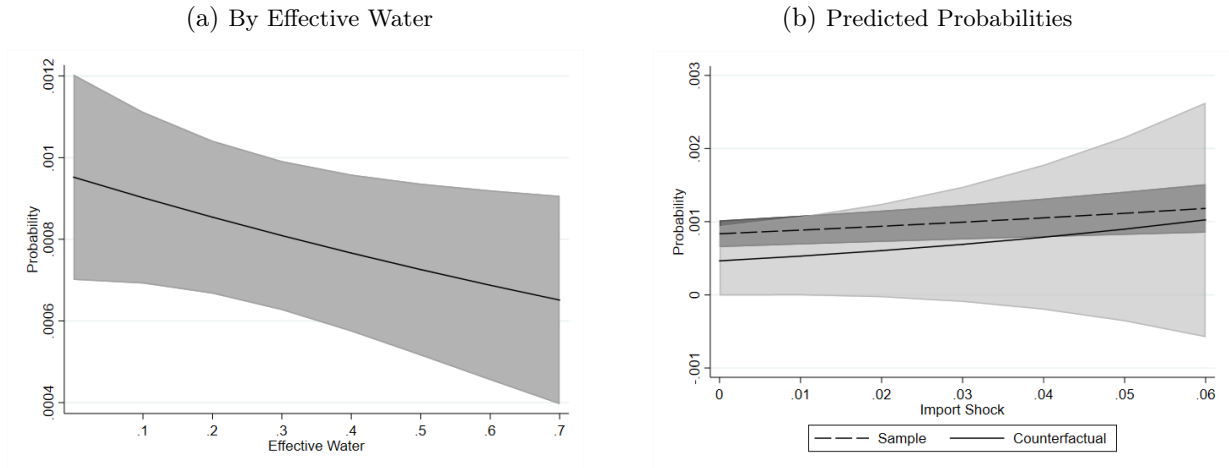 (a) By Effective Water
.0012
.001
.0008
.0006
.0004
Probability
.1 .2 .3 .4 .5 .6 .7
Effective Water
(b) Predicted Probabilities
.003
.002
.001
0
-.001
Probability
0 .01 .02 .03 .04 .05 .06
Import Shock
Sample Counterfactual